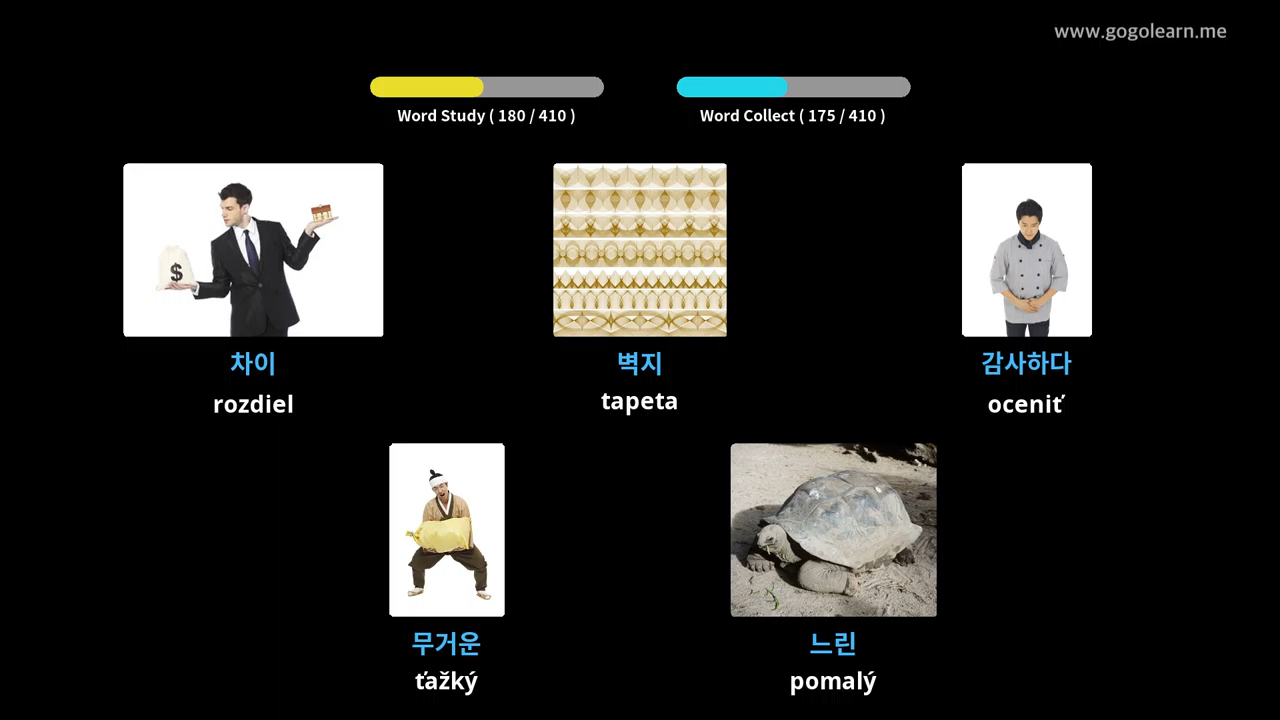 www.gogolearn.me
Word Study ( 180 / 410 )
Word Collect ( 175 / 410 )
$
차이
rozdiel
벽지
tapeta
감사하다
oceniť
무거운
ťažký
느린
pomalý